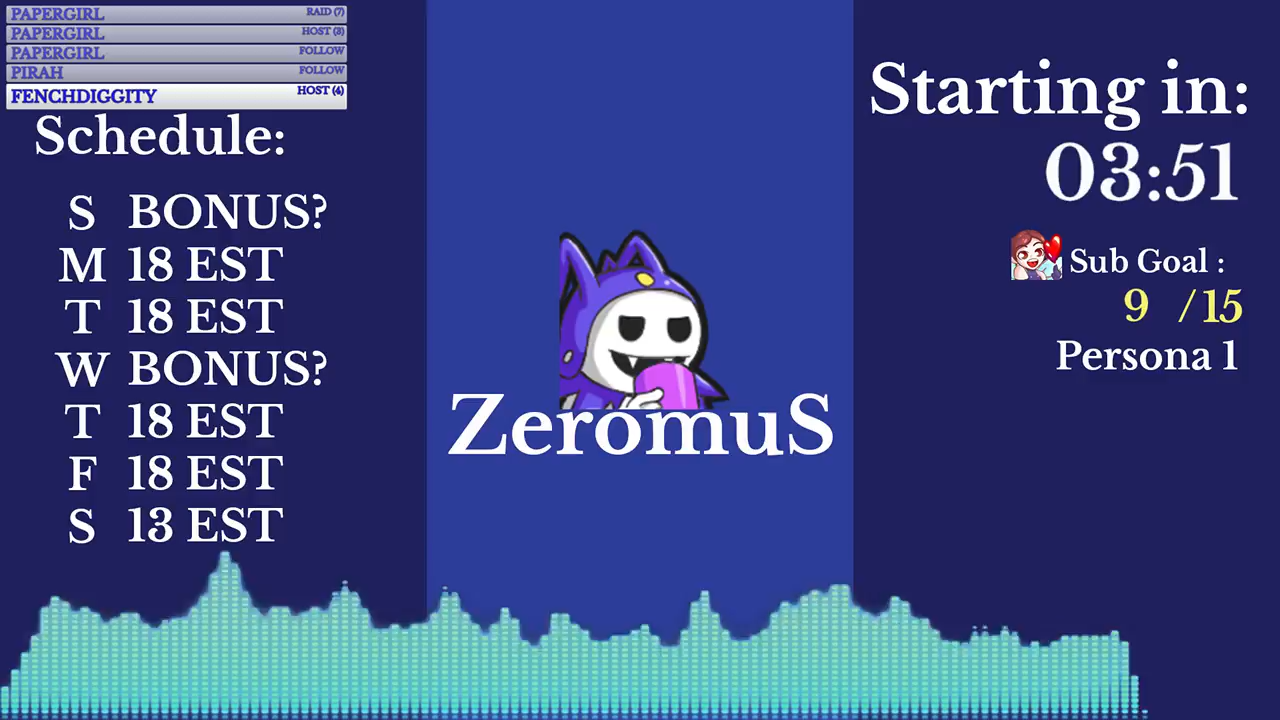 PAPERGIRL RAID (7)
PAPERGIRL HOST (3)
PAPERGIRL FOLLOW
PIRAH FOLLOW
FENCHDIGGITY HOST (4)
Schedule:
S BONUS?
M 18 EST
T 18 EST
W BONUS?
T 18 EST
F 18 EST
S 13 EST
ZeromuS
Starting in:
03:51
Sub Goal :
9 /15
Persona 1